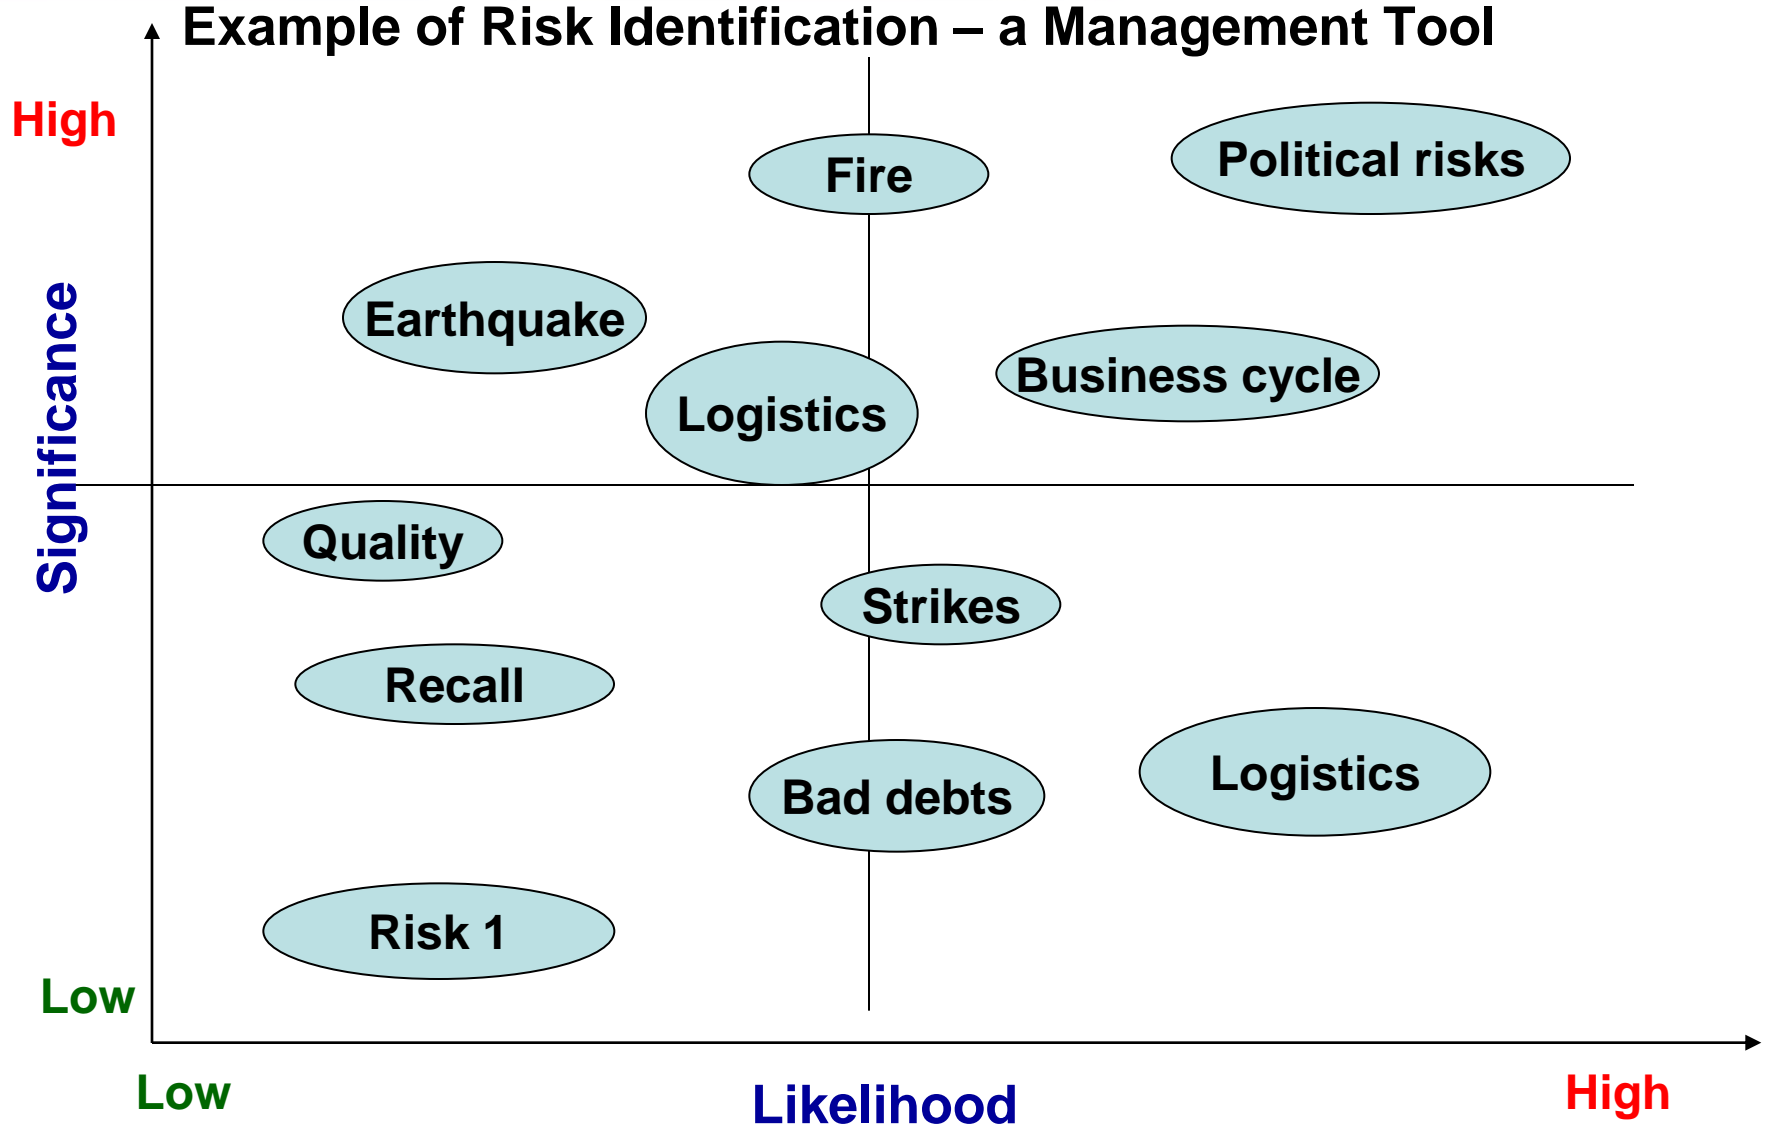 Example of Risk Identification – a Management Tool
High
Political risks
Fire
Earthquake
Business cycle
Logistics
Significance
Quality
Strikes
Recall
Logistics
Bad debts
Risk 1
Low
Low
Likelihood
High